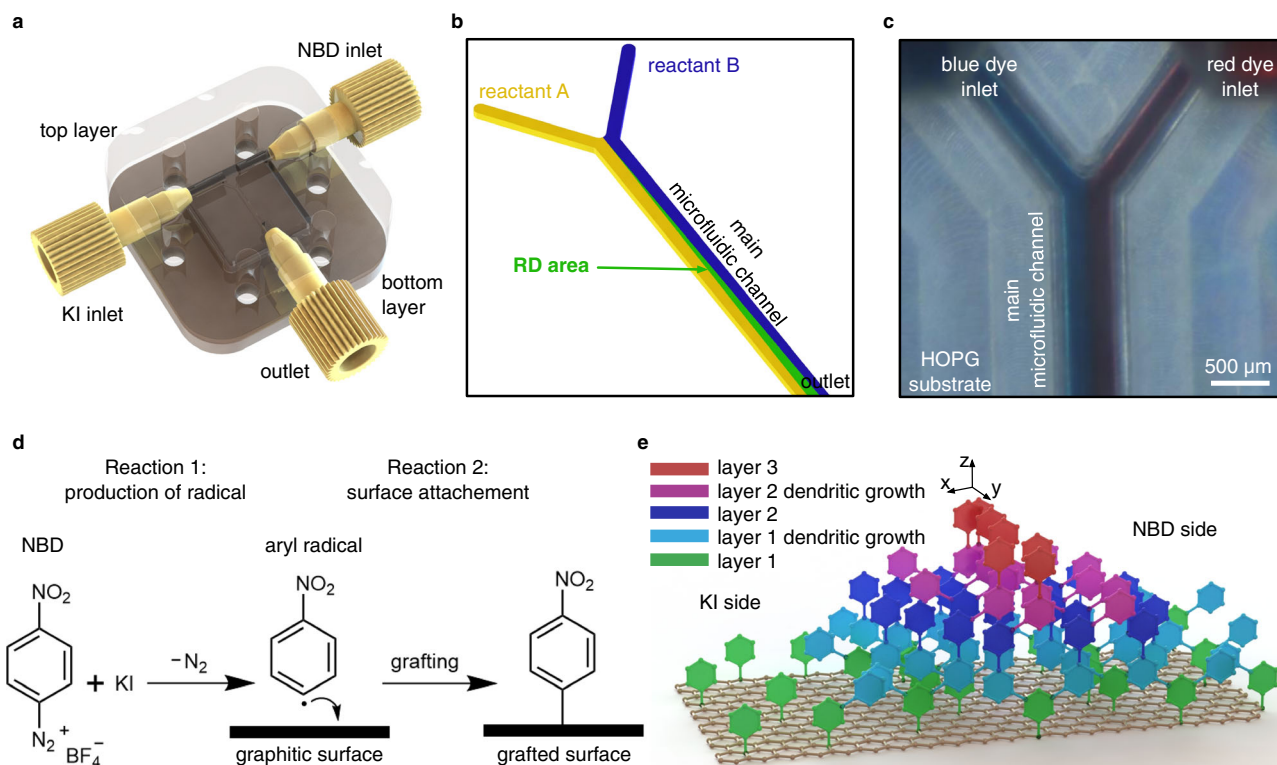 a
NBD inlet
top layer
KI inlet
bottom
layer
outlet
b
reactant B
reactant A
main
microfluidic channel
RD area
outlet
c
blue dye
inlet
red dye
inlet
main
microfluidic channel
HOPG
substrate
500 µm
d
Reaction 1:
production of radical
Reaction 2:
surface attachement
NBD
aryl radical
NO₂
NO₂
NO₂
−N₂
grafting
+ KI
N₂⁺
BF₄⁻
graphitic surface
grafted surface
e
layer 3
layer 2 dendritic growth
layer 2
layer 1 dendritic growth
layer 1
z
x
y
NBD side
KI side